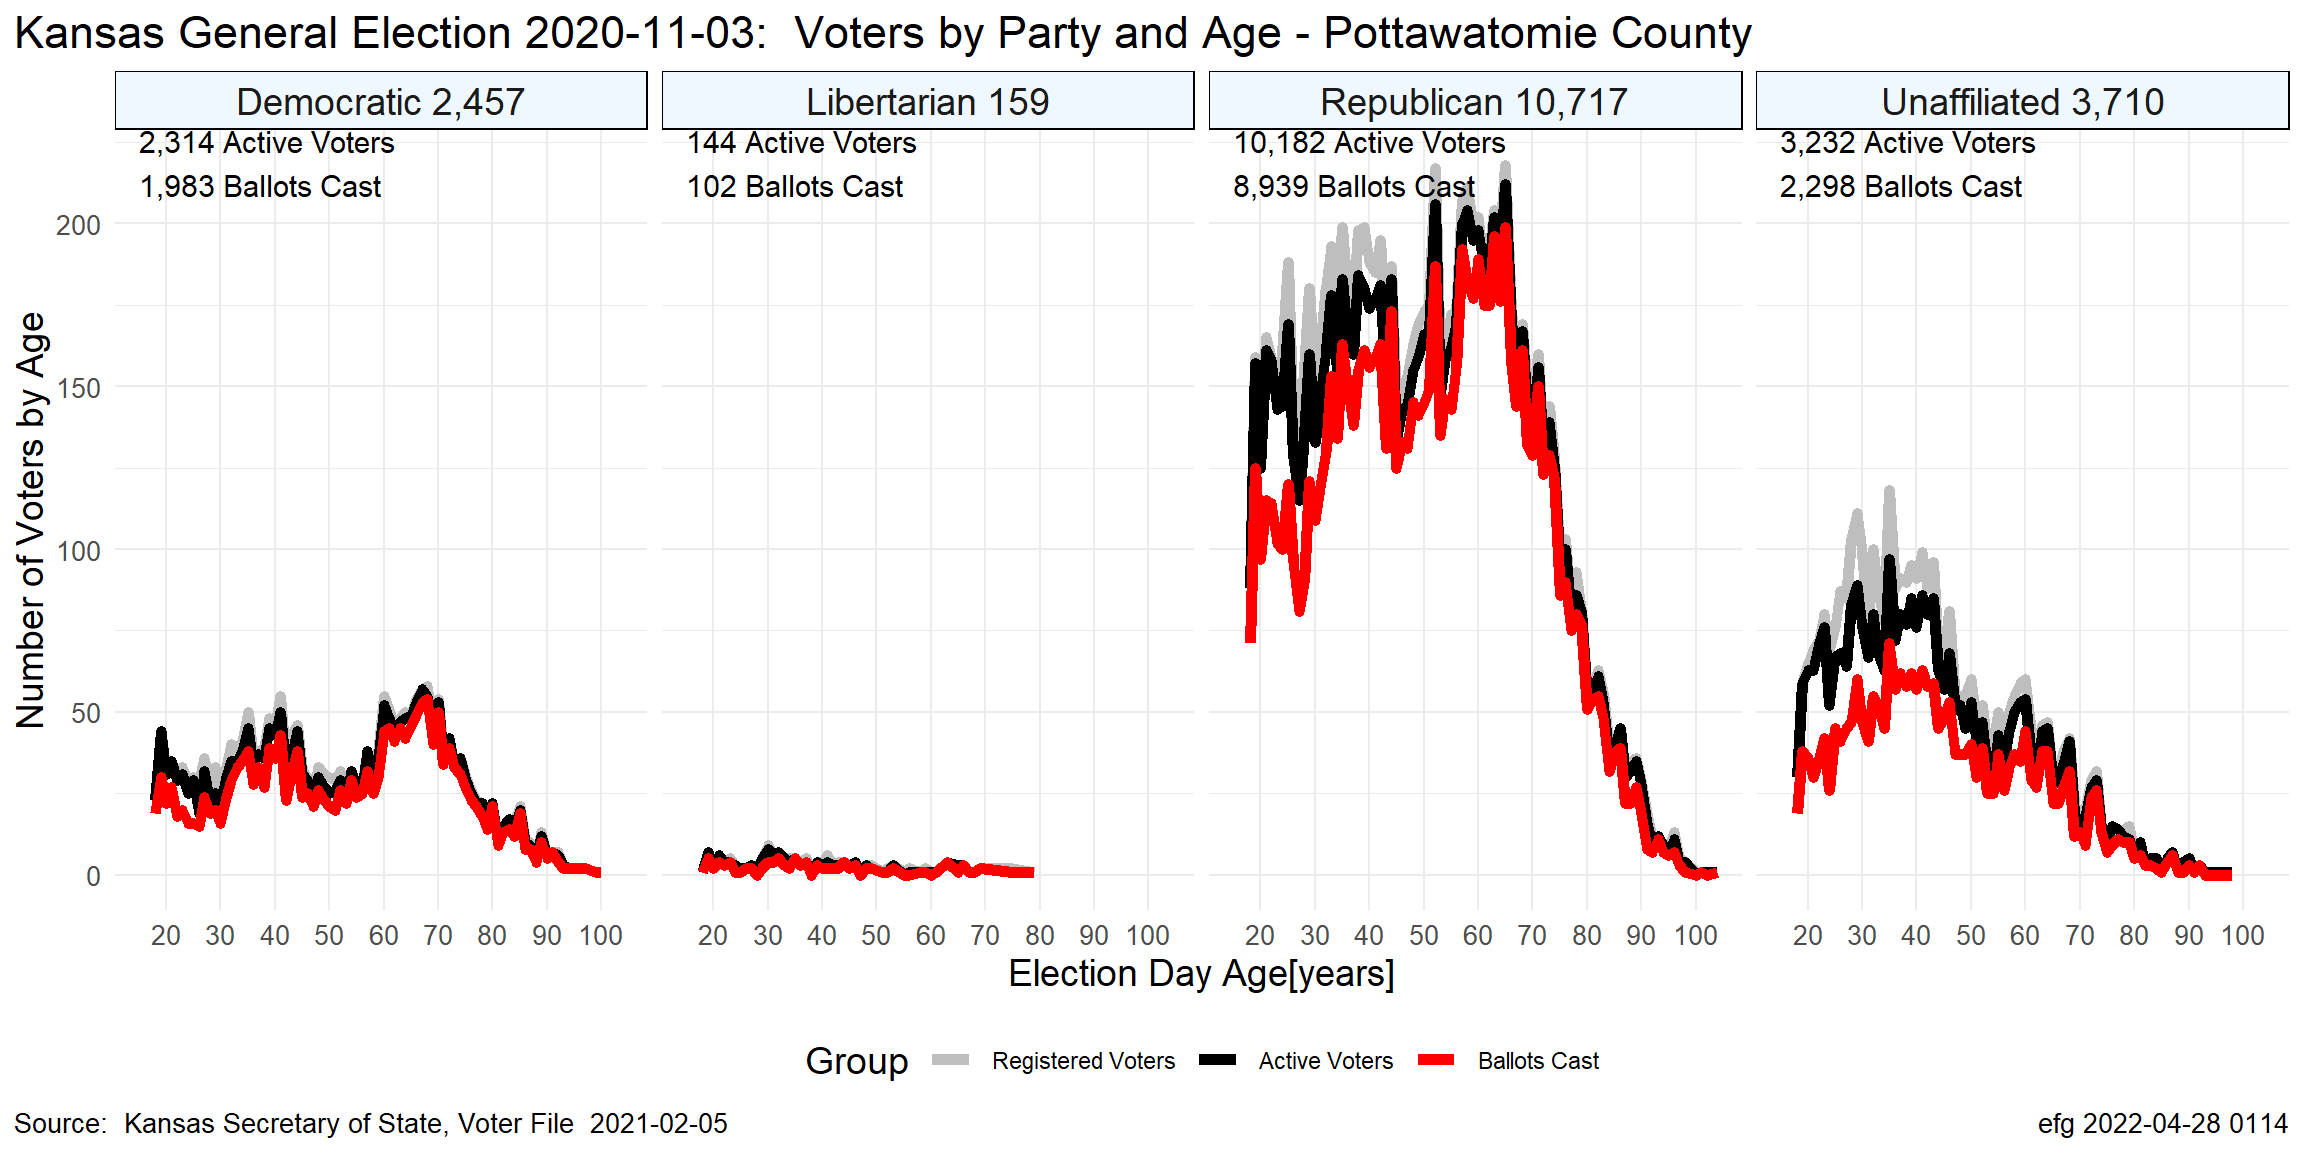 Kansas General Election 2020-11-03:  Voters by Party and Age - Pottawatomie County
Democratic 2,457
Libertarian 159
Republican 10,717
Unaffiliated 3,710
2,314 Active Voters
1,983 Ballots Cast
144 Active Voters
102 Ballots Cast
10,182 Active Voters
8,939 Ballots Cast
3,232 Active Voters
2,298 Ballots Cast
Number of Voters by Age
200
150
100
50
0
20 30 40 50 60 70 80 90 100
20 30 40 50 60 70 80 90 100
20 30 40 50 60 70 80 90 100
20 30 40 50 60 70 80 90 100
Election Day Age[years]
Group Registered Voters Active Voters Ballots Cast
Source:  Kansas Secretary of State, Voter File  2021-02-05
efg 2022-04-28 0114